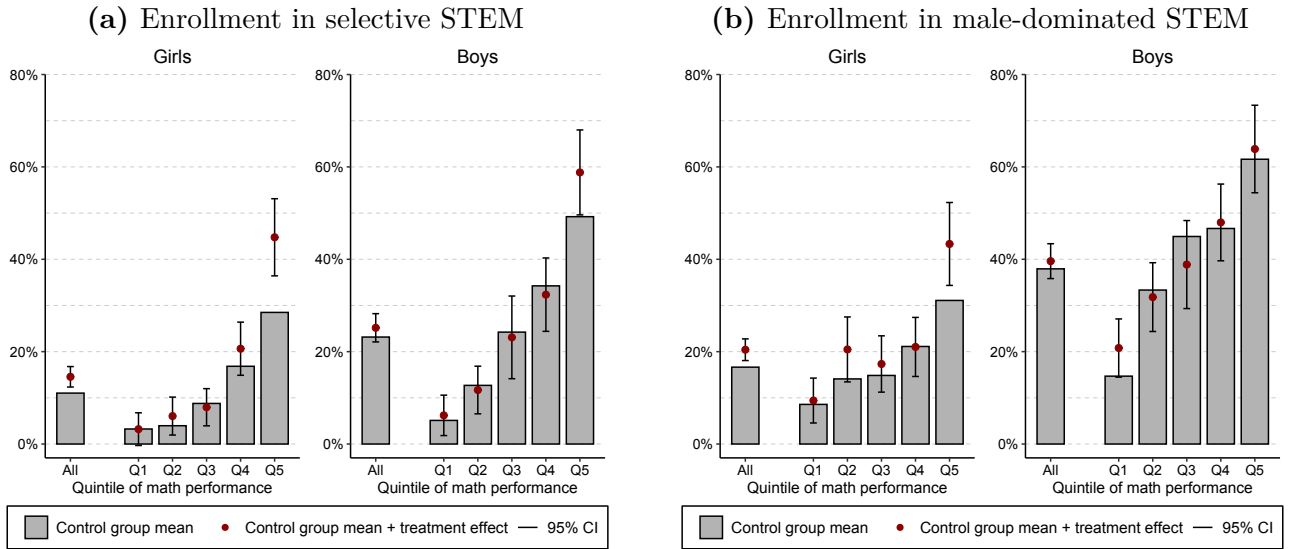 (a) Enrollment in selective STEM
Girls
Boys
80%
60%
40%
20%
0%
All Q1 Q2 Q3 Q4 Q5
Quintile of math performance
80%
60%
40%
20%
0%
All Q1 Q2 Q3 Q4 Q5
Quintile of math performance
Control group mean Control group mean + treatment effect 95% CI
(b) Enrollment in male-dominated STEM
Girls
Boys
80%
60%
40%
20%
0%
All Q1 Q2 Q3 Q4 Q5
Quintile of math performance
80%
60%
40%
20%
0%
All Q1 Q2 Q3 Q4 Q5
Quintile of math performance
Control group mean Control group mean + treatment effect 95% CI